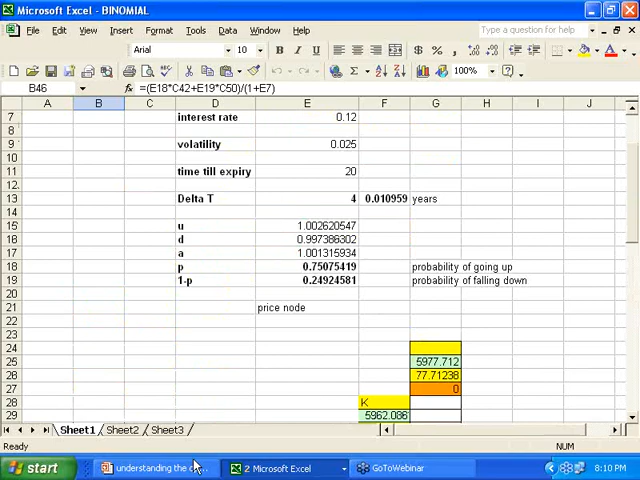 Microsoft Excel - BINOMIAL
File Edit View Insert Format Tools Data Window Help
Type a question for help
Arial 10
100%
B46 =(E18*C42+E19*C50)/(1+E7)
A B C D E F G H I J
7 interest rate 0.12
8
9 volatility 0.025
10
11 time till expiry 20
12
13 Delta T 4 0.010959 years
14
15 u 1.002620547
16 d 0.997386302
17 a 1.001315934
18 p 0.75075419 probability of going up
19 1-p 0.24924581 probability of falling down
20
21 price node
22
23
24
25 5977.712
26 77.71238
27 0
28 K
29 5962.086
Sheet1 Sheet2 Sheet3
Ready NUM
start understanding the c... 2 Microsoft Excel GoToWebinar 8:10 PM